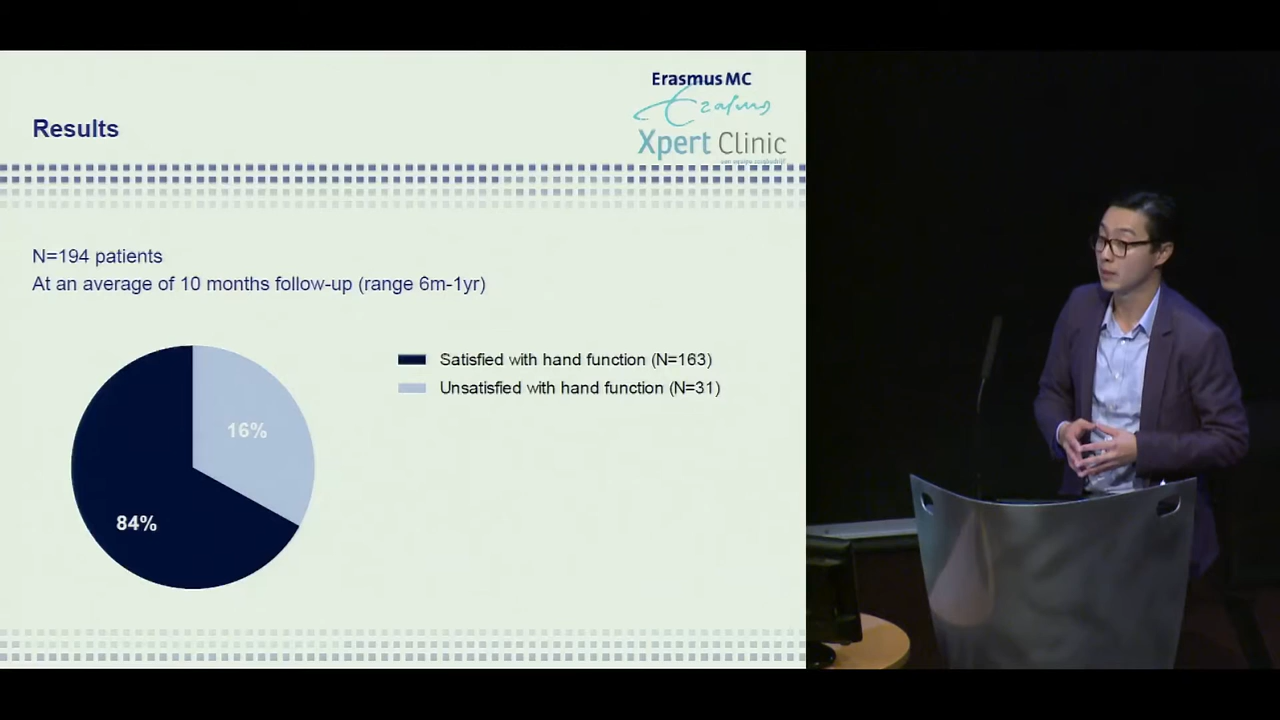 Erasmus MC
Erasmus
Xpert Clinic
Results
N=194 patients
At an average of 10 months follow-up (range 6m-1yr)
Satisfied with hand function (N=163)
Unsatisfied with hand function (N=31)
16%
84%